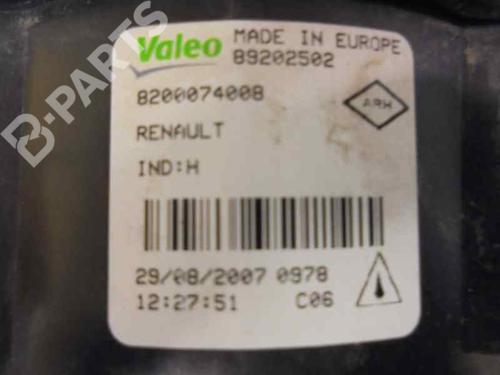 Valeo MADE IN EUROPE
89202502
8200074008
ARH
RENAULT
IND:H
29/08/2007 0978
12:27:51 C06
B-PARTS